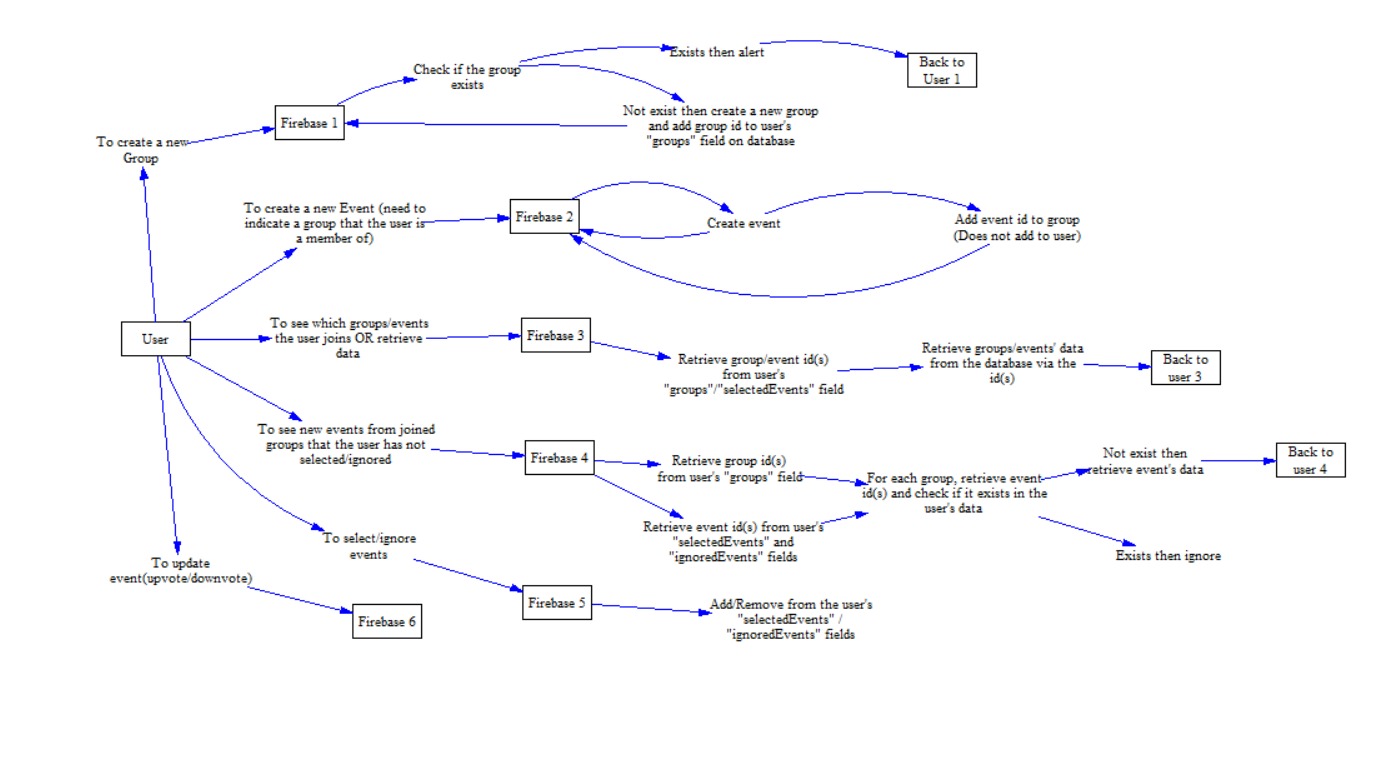 Exists then alert
Back to
User 1
Check if the group
exists
Not exist then create a new group
and add group id to user's
"groups" field on database
Firebase 1
To create a new
Group
To create a new Event (need to
indicate a group that the user is
a member of)
Firebase 2
Create event
Add event id to group
(Does not add to user)
User
To see which groups/events
the user joins OR retrieve
data
Firebase 3
Retrieve group/event id(s)
from user's
"groups"/"selectedEvents" field
Retrieve groups/events' data
from the database via the
id(s)
Back to
user 3
To see new events from joined
groups that the user has not
selected/ignored
Firebase 4
Retrieve group id(s)
from user's "groups" field
Retrieve event id(s) from user's
"selectedEvents" and
"ignoredEvents" fields
For each group, retrieve event
id(s) and check if it exists in the
user's data
Not exist then
retrieve event's data
Back to
user 4
Exists then ignore
To select/ignore
events
Firebase 5
Add/Remove from the user's
"selectedEvents" /
"ignoredEvents" fields
To update
event(upvote/downvote)
Firebase 6